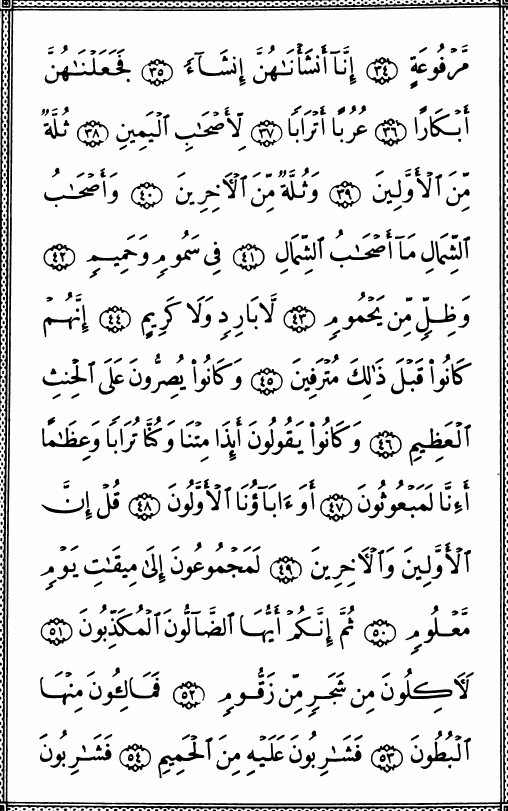 مَّرۡفُوعَةٍ ٣٤ إِنَّآ أَنشَأۡنَٰهُنَّ إِنشَآءٗ ٣٥ فَجَعَلۡنَٰهُنَّ
أَبۡكَارًا ٣٦ عُرُبًا أَتۡرَابٗا ٣٧ لِّأَصۡحَٰبِ ٱلۡيَمِينِ ٣٨ ثُلَّةٞ
مِّنَ ٱلۡأَوَّلِينَ ٣٩ وَثُلَّةٞ مِّنَ ٱلۡأٓخِرِينَ ٤٠ وَأَصۡحَٰبُ
ٱلشِّمَالِ مَآ أَصۡحَٰبُ ٱلشِّمَالِ ٤١ فِي سَمُومٖ وَحَمِيمٖ ٤٢
وَظِلّٖ مِّن يَحۡمُومٖ ٤٣ لَّا بَارِدٖ وَلَا كَرِيمٍ ٤٤ إِنَّهُمۡ
كَانُواْ قَبۡلَ ذَٰلِكَ مُتۡرَفِينَ ٤٥ وَكَانُواْ يُصِرُّونَ عَلَى ٱلۡحِنثِ
ٱلۡعَظِيمِ ٤٦ وَكَانُواْ يَقُولُونَ أَئِذَا مِتۡنَا وَكُنَّا تُرَابٗا وَعِظَٰمًا
أَءِنَّا لَمَبۡعُوثُونَ ٤٧ أَوَءَابَآؤُنَا ٱلۡأَوَّلُونَ ٤٨ قُلۡ إِنَّ
ٱلۡأَوَّلِينَ وَٱلۡأٓخِرِينَ ٤٩ لَمَجۡمُوعُونَ إِلَىٰ مِيقَٰتِ يَوۡمٖ
مَّعۡلُومٖ ٥٠ ثُمَّ إِنَّكُمۡ أَيُّهَا ٱلضَّآلُّونَ ٱلۡمُكَذِّبُونَ ٥١
لَأٓكِلُونَ مِن شَجَرٖ مِّن زَقُّومٖ ٥٢ فَمَالِـُٔونَ مِنۡهَا
ٱلۡبُطُونَ ٥٣ فَشَٰرِبُونَ عَلَيۡهِ مِنَ ٱلۡحَمِيمِ ٥٤ فَشَٰرِبُونَ